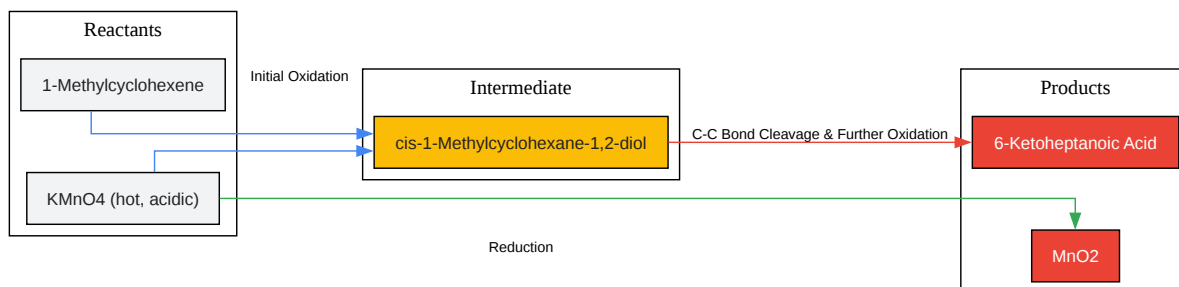 Reactants
1-Methylcyclohexene
KMnO4 (hot, acidic)
Initial Oxidation
Intermediate
cis-1-Methylcyclohexane-1,2-diol
C-C Bond Cleavage & Further Oxidation
Reduction
Products
6-Ketoheptanoic Acid
MnO2